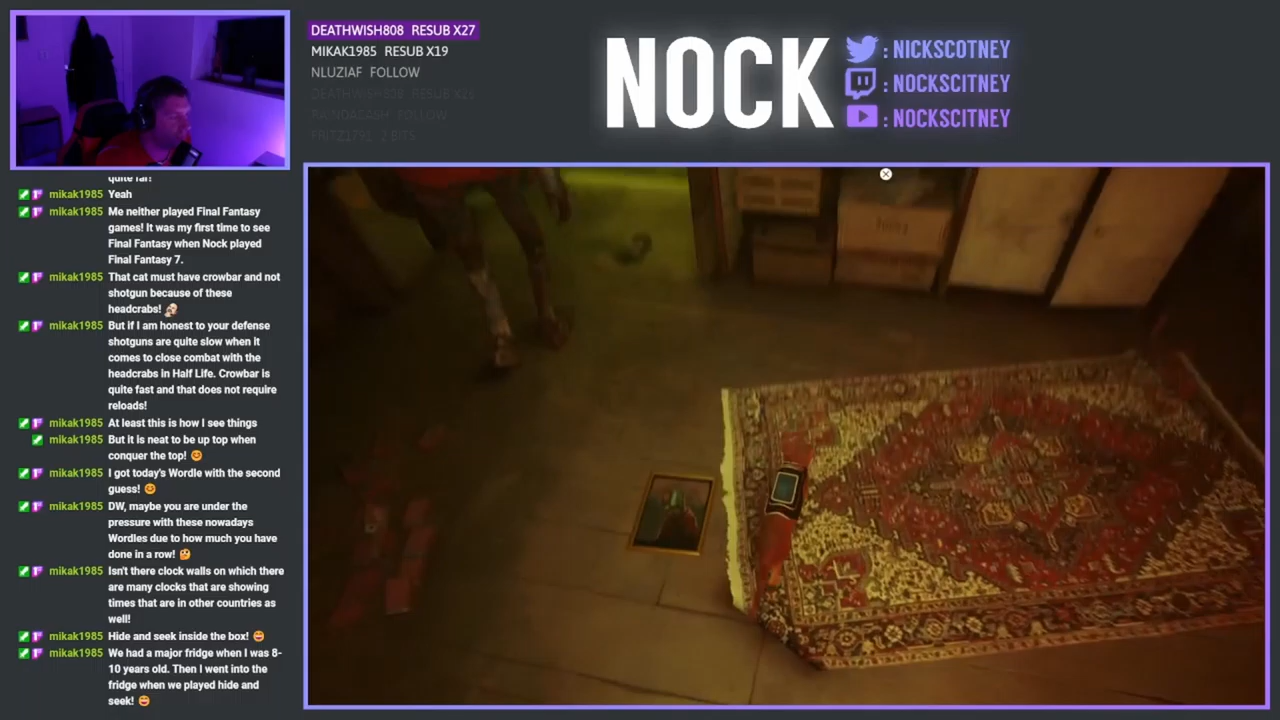 DEATHWISH808 RESUB X27
MIKAK1985 RESUB X19
NLUZIAF FOLLOW
NOCK
: NICKSCOTNEY
: NOCKSCITNEY
: NOCKSCITNEY
quite far!
mikak1985 Yeah
mikak1985 Me neither played Final Fantasy
games! It was my first time to see
Final Fantasy when Nock played
Final Fantasy 7.
mikak1985 That cat must have crowbar and not
shotgun because of these
headcrabs!
mikak1985 But if I am honest to your defense
shotguns are quite slow when it
comes to close combat with the
headcrabs in Half Life. Crowbar is
quite fast and that does not require
reloads!
mikak1985 At least this is how I see things
mikak1985 But it is neat to be up top when
conquer the top!
mikak1985 I got today's Wordle with the second
guess!
mikak1985 DW, maybe you are under the
pressure with these nowadays
Wordles due to how much you have
done in a row!
mikak1985 Isn't there clock walls on which there
are many clocks that are showing
times that are in other countries as
well!
mikak1985 Hide and seek inside the box!
mikak1985 We had a major fridge when I was 8-
10 years old. Then I went into the
fridge when we played hide and
seek!